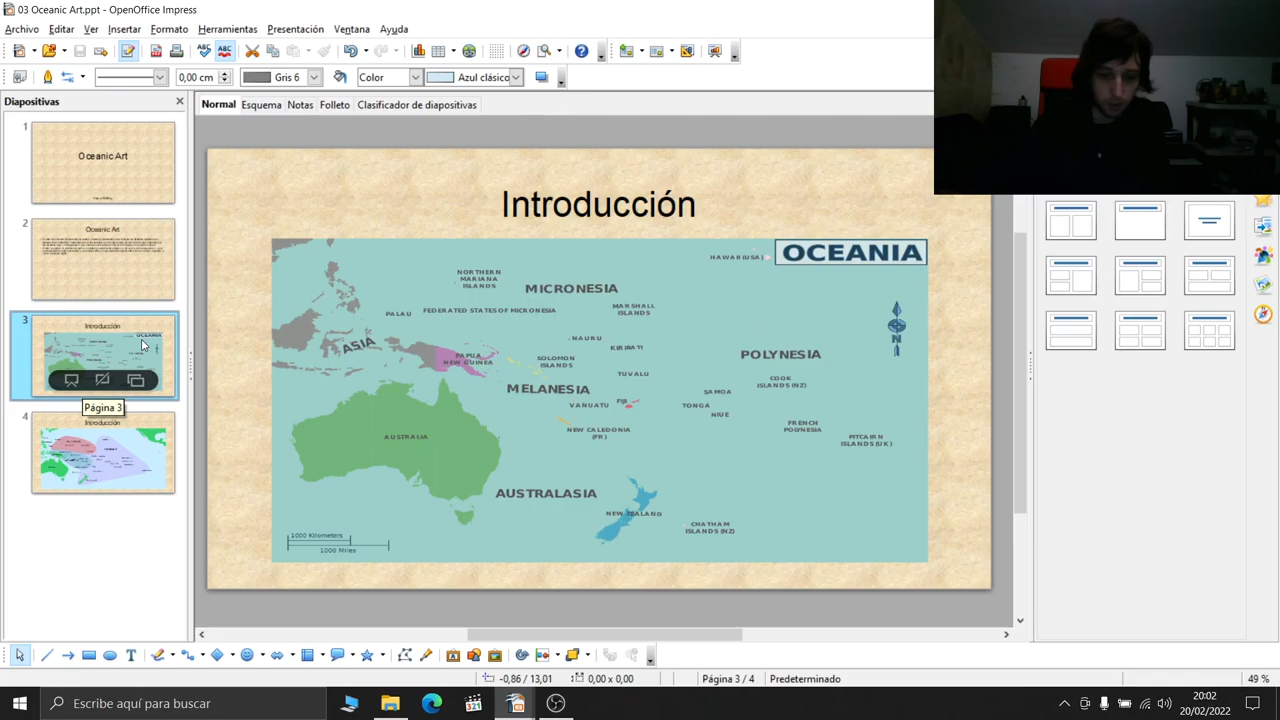 03 Oceanic Art.ppt - OpenOffice Impress
Archivo Editar Ver Insertar Formato Herramientas Presentación Ventana Ayuda
0,00 cm Gris 6 Color Azul clásico
Diapositivas
Normal Esquema Notas Folleto Clasificador de diapositivas
1
Oceanic Art
2
Oceanic Art
3
Introducción
OCEANIA
Página 3
4
Introducción
Introducción
OCEANIA
HAWAII (USA)
NORTHERN
MARIANA
ISLANDS
MICRONESIA
PALAU
FEDERATED STATES OF MICRONESIA
MARSHALL
ISLANDS
NAURU
KIRIBATI
ASIA
PAPUA
NEW GUINEA
SOLOMON
ISLANDS
POLYNESIA
TUVALU
COOK
ISLANDS (NZ)
MELANESIA
SAMOA
VANUATU
FIJI
TONGA
NIUE
NEW CALEDONIA
(FR)
FRENCH
POLYNESIA
PITCAIRN
ISLANDS (UK)
AUSTRALIA
AUSTRALASIA
NEW ZEALAND
CHATHAM
ISLANDS (NZ)
N
1000 Kilometers
1000 Miles
-0,86 / 13,01 0,00 x 0,00 Página 3 / 4 Predeterminado 49 %
Escribe aquí para buscar
321
20:02
20/02/2022